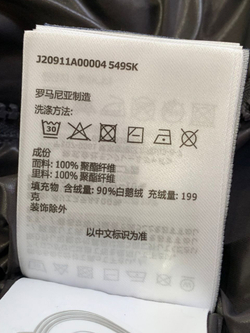 J20911A00004 549SK
罗马尼亚制造
洗涤方法:
30
成份
面料: 100% 聚酯纤维
里料: 100% 聚酯纤维
填充物 含绒量: 90%白鹅绒 充绒量: 199
克
装饰除外
以中文标识为准